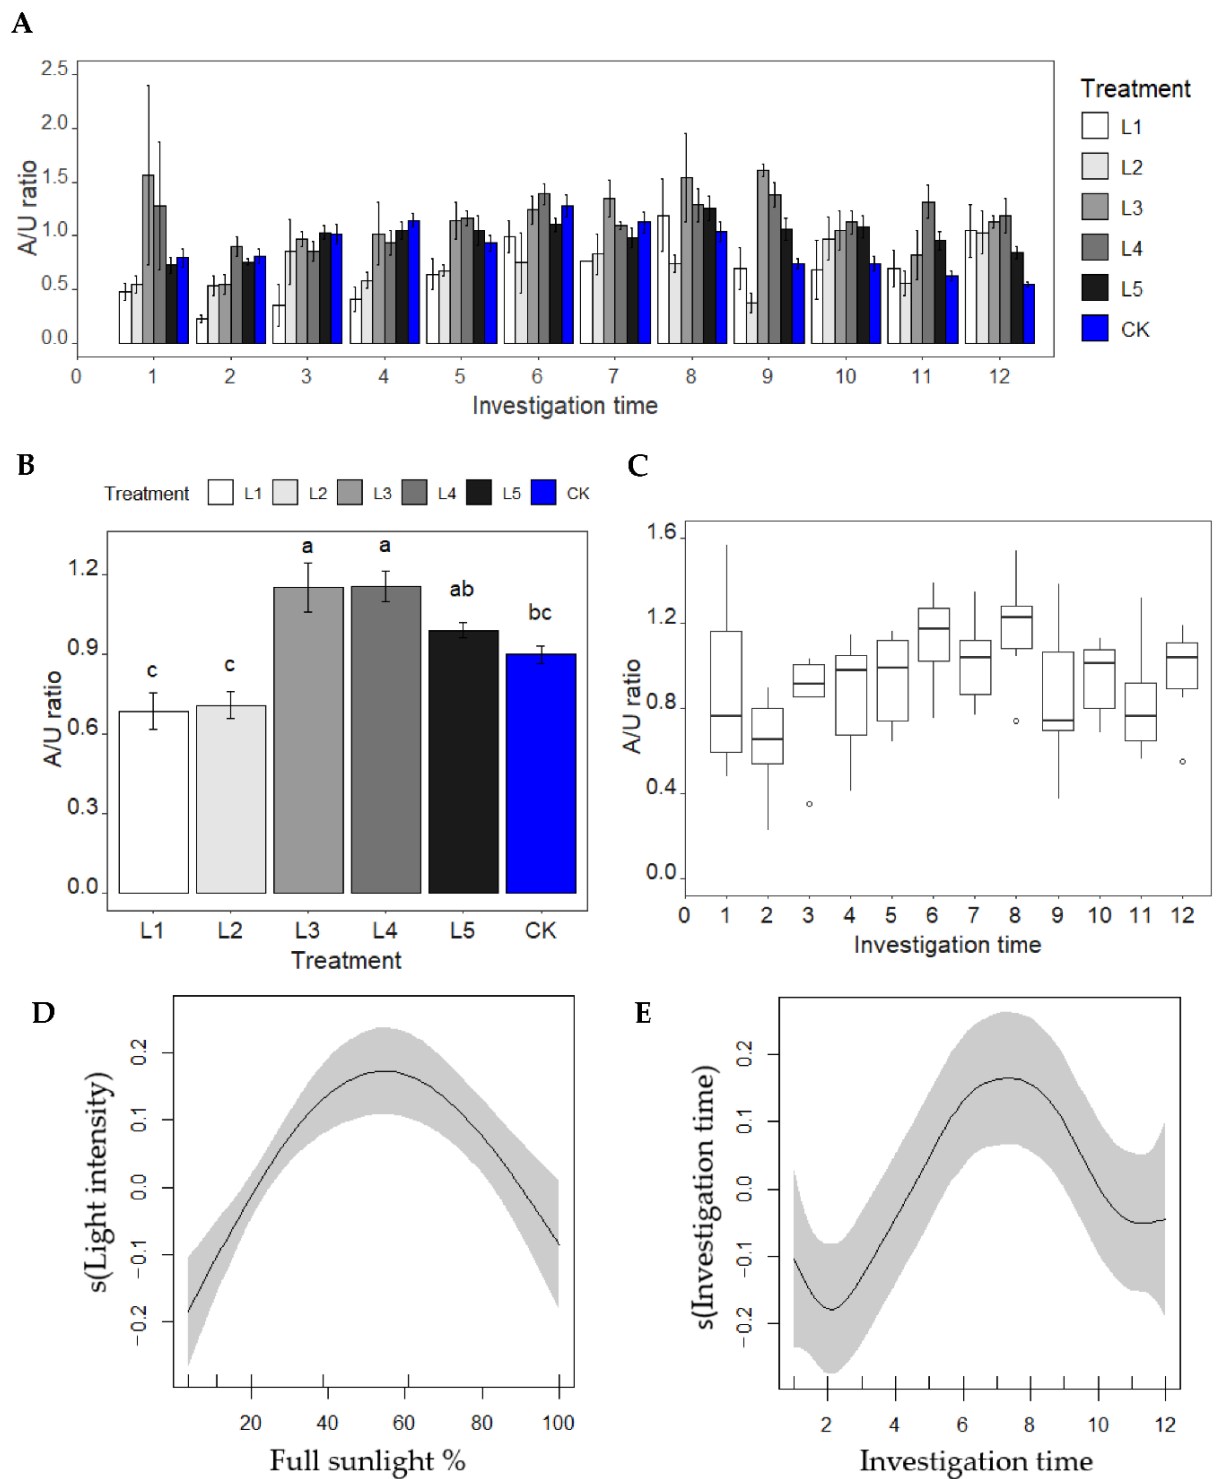 A
2.5
2.0
1.5
1.0
0.5
0.0
A/U ratio
0 1 2 3 4 5 6 7 8 9 10 11 12
Investigation time
Treatment
L1
L2
L3
L4
L5
CK
B
Treatment L1 L2 L3 L4 L5 CK
1.2
0.9
0.6
0.3
0.0
A/U ratio
c c a a ab bc
L1 L2 L3 L4 L5 CK
Treatment
C
1.6
1.2
0.8
0.4
0.0
A/U ratio
0 1 2 3 4 5 6 7 8 9 10 11 12
Investigation time
D
0.2
0.1
0.0
−0.1
−0.2
s(Light intensity)
20 40 60 80 100
Full sunlight %
E
0.2
0.1
0.0
−0.1
−0.2
s(Investigation time)
2 4 6 8 10 12
Investigation time